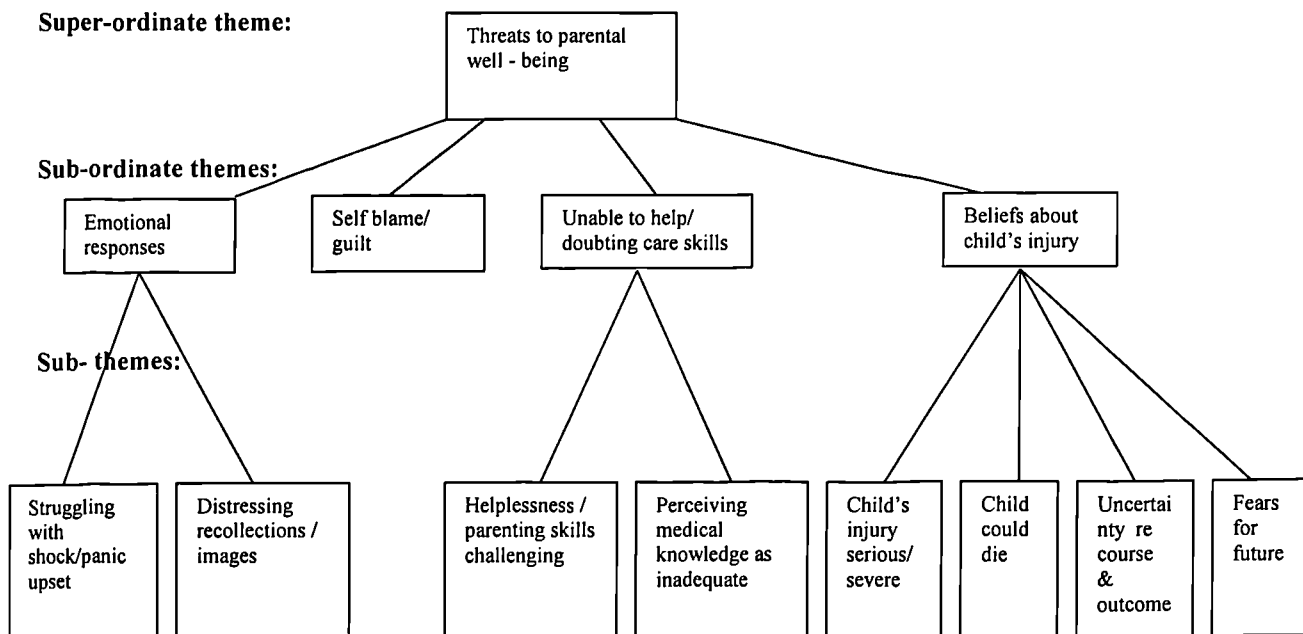 Super-ordinate theme:
Threats to parental
well - being
Sub-ordinate themes:
Emotional
responses
Self blame/
guilt
Unable to help/
doubting care skills
Beliefs about
child's injury
Sub- themes:
Struggling
with
shock/panic
upset
Distressing
recollections /
images
Helplessness /
parenting skills
challenging
Perceiving
medical
knowledge as
inadequate
Child's
injury
serious/
severe
Child
could
die
Uncertai
nty re
course
&
outcome
Fears
for
future